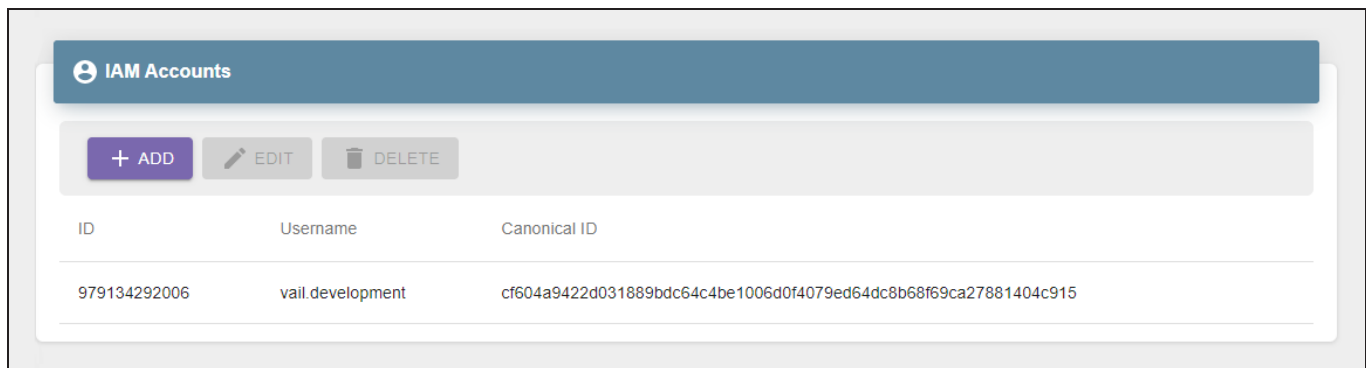 IAM Accounts
+ ADD EDIT DELETE
ID Username Canonical ID
979134292006 vail.development cf604a9422d031889bdc64c4be1006d0f4079ed64dc8b68f69ca27881404c915